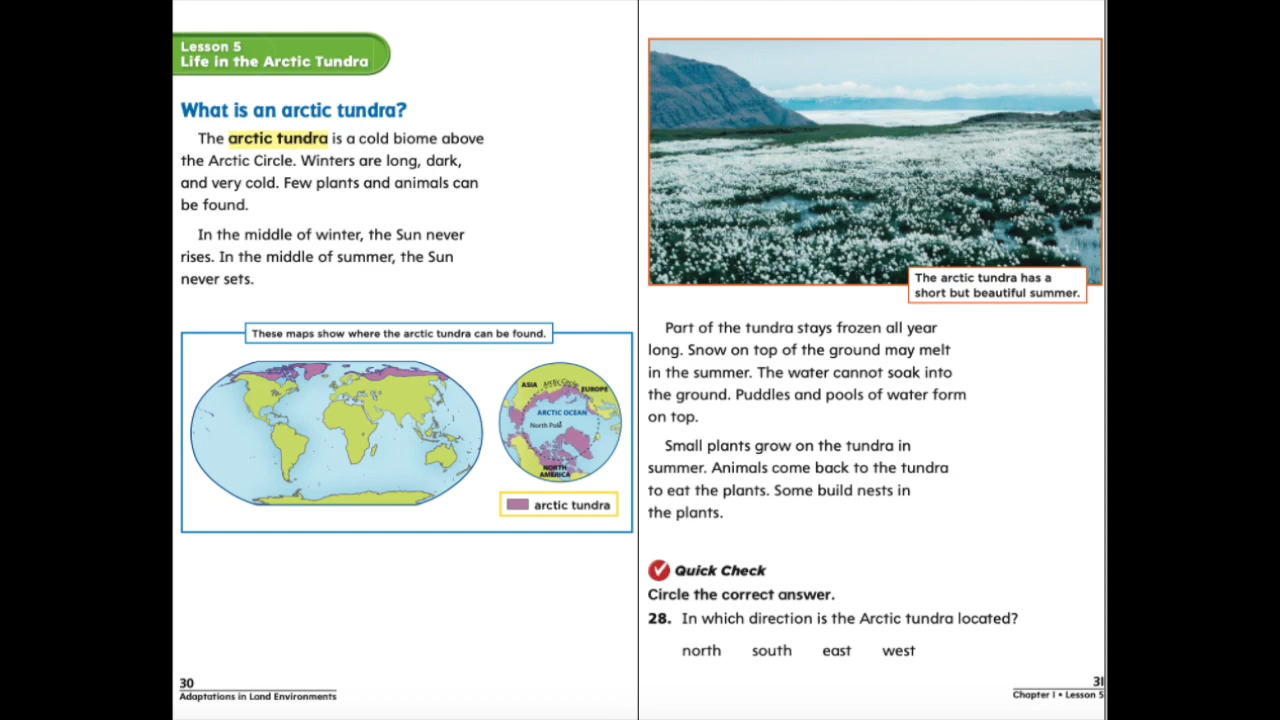 Lesson 5
Life in the Arctic Tundra
What is an arctic tundra?
The arctic tundra is a cold biome above
the Arctic Circle. Winters are long, dark,
and very cold. Few plants and animals can
be found.
In the middle of winter, the Sun never
rises. In the middle of summer, the Sun
never sets.
These maps show where the arctic tundra can be found.
ASIA
Arctic Circle
EUROPE
ARCTIC OCEAN
North Pole
NORTH
AMERICA
arctic tundra
30
Adaptations in Land Environments
The arctic tundra has a
short but beautiful summer.
Part of the tundra stays frozen all year
long. Snow on top of the ground may melt
in the summer. The water cannot soak into
the ground. Puddles and pools of water form
on top.
Small plants grow on the tundra in
summer. Animals come back to the tundra
to eat the plants. Some build nests in
the plants.
Quick Check
Circle the correct answer.
28. In which direction is the Arctic tundra located?
north south east west
31
Chapter 1 • Lesson 5